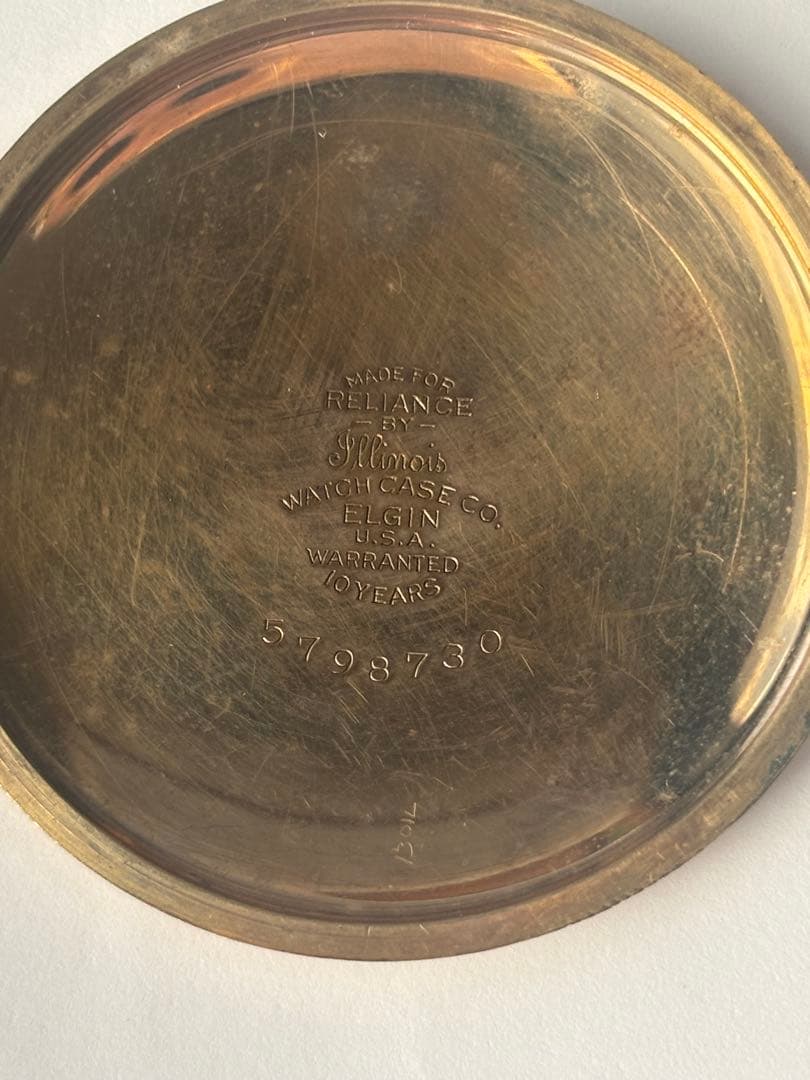 MADE FOR
RELIANCE
- BY -
Illinois
WATCH CASE CO.
ELGIN
U.S.A.
WARRANTED
10 YEARS
5798730